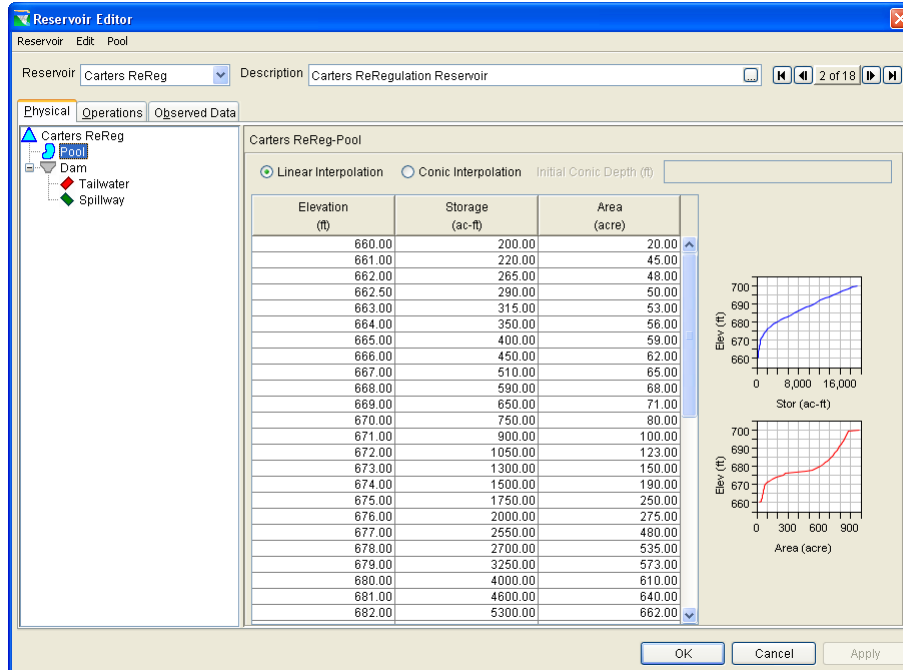 Reservoir Editor
Reservoir Edit Pool
Reservoir Carters ReReg Description Carters ReRegulation Reservoir ... 2 of 18
Physical Operations Observed Data
Carters ReReg
Pool
Dam
Tailwater
Spillway
Carters ReReg-Pool
Linear Interpolation Conic Interpolation Initial Conic Depth (ft)
Elevation Storage Area
(ft) (ac-ft) (acre)
660.00 200.00 20.00
661.00 220.00 45.00
662.00 265.00 48.00
662.50 290.00 50.00
663.00 315.00 53.00
664.00 350.00 56.00
665.00 400.00 59.00
666.00 450.00 62.00
667.00 510.00 65.00
668.00 590.00 68.00
669.00 650.00 71.00
670.00 750.00 80.00
671.00 900.00 100.00
672.00 1050.00 123.00
673.00 1300.00 150.00
674.00 1500.00 190.00
675.00 1750.00 250.00
676.00 2000.00 275.00
677.00 2550.00 480.00
678.00 2700.00 535.00
679.00 3250.00 573.00
680.00 4000.00 610.00
681.00 4600.00 640.00
682.00 5300.00 662.00
Elev (ft)
700
690
680
670
660
0 8,000 16,000
Stor (ac-ft)
Elev (ft)
700
690
680
670
660
0 300 600 900
Area (acre)
OK Cancel Apply